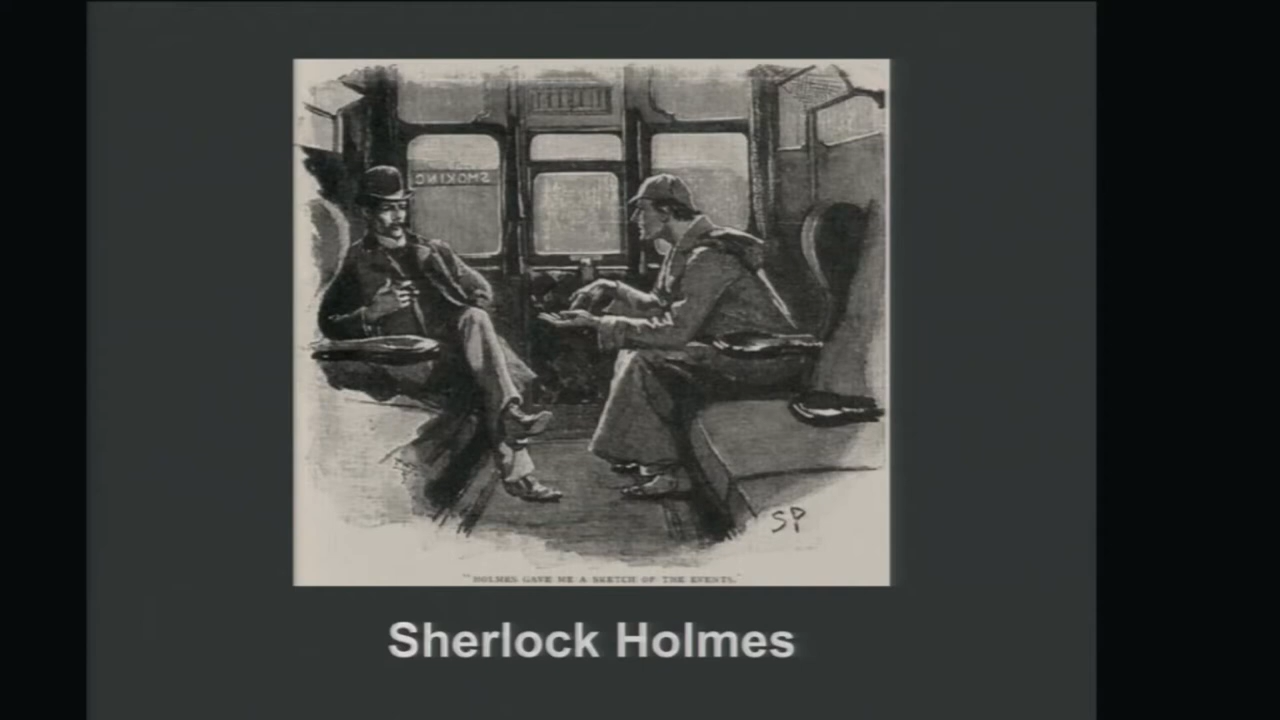 SMOKING
SP
"HOLMES GAVE ME A SKETCH OF THE EVENTS."
Sherlock Holmes